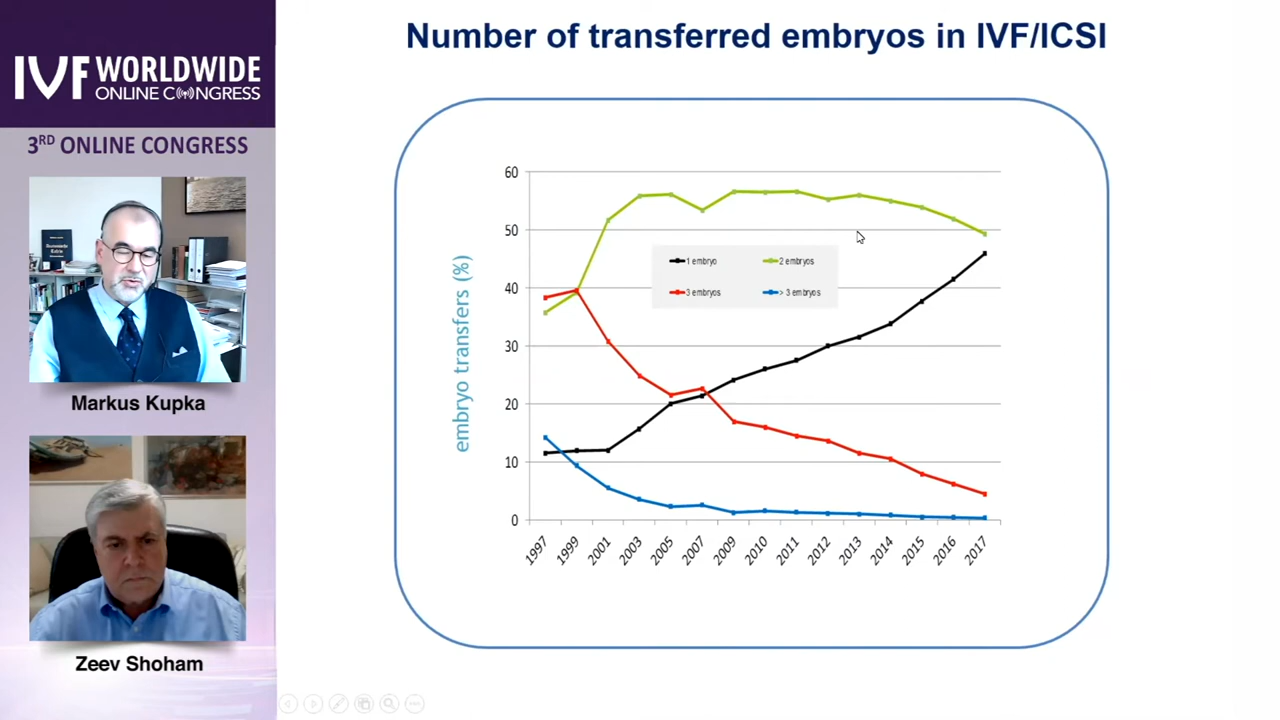 Number of transferred embryos in IVF/ICSI
IVF WORLDWIDE
ONLINE CONGRESS
3RD ONLINE CONGRESS
Markus Kupka
Zeev Shoham
embryo transfers (%)
60
50
40
30
20
10
0
1 embryo
2 embryos
3 embryos
> 3 embryos
1997
1999
2001
2003
2005
2007
2009
2010
2011
2012
2013
2014
2015
2016
2017